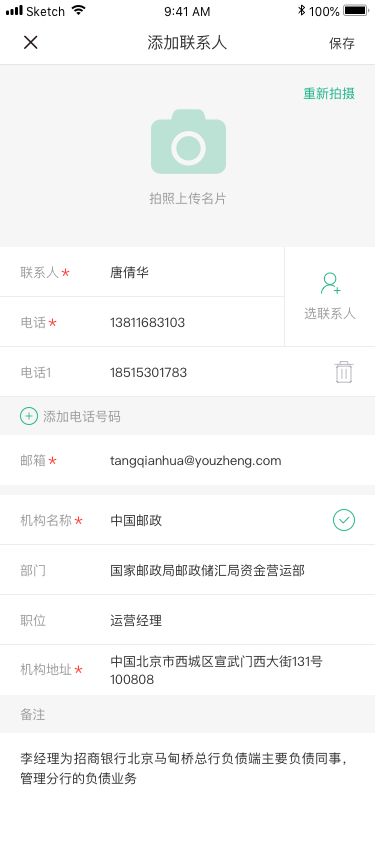 Sketch 9:41 AM 100%
添加联系人 保存
重新拍摄
拍照上传名片
联系人* 唐倩华
选联系人
电话* 13811683103
电话1 18515301783
添加电话号码
邮箱* tangqianhua@youzheng.com
机构名称* 中国邮政
部门 国家邮政局邮政储汇局资金营运部
职位 运营经理
机构地址* 中国北京市西城区宣武门西大街131号
100808
备注
李经理为招商银行北京马甸桥总行负债端主要负债同事，
管理分行的负债业务